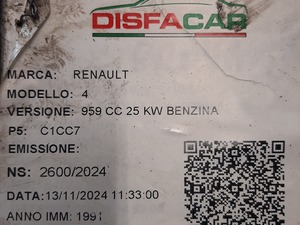 DISFACAR
MARCA: RENAULT
MODELLO: 4
VERSIONE: 959 CC 25 KW BENZINA
P5: C1CC7
EMISSIONE:
NS: 2600/2024
DATA: 13/11/2024 11:33:00
ANNO IMM: 1991